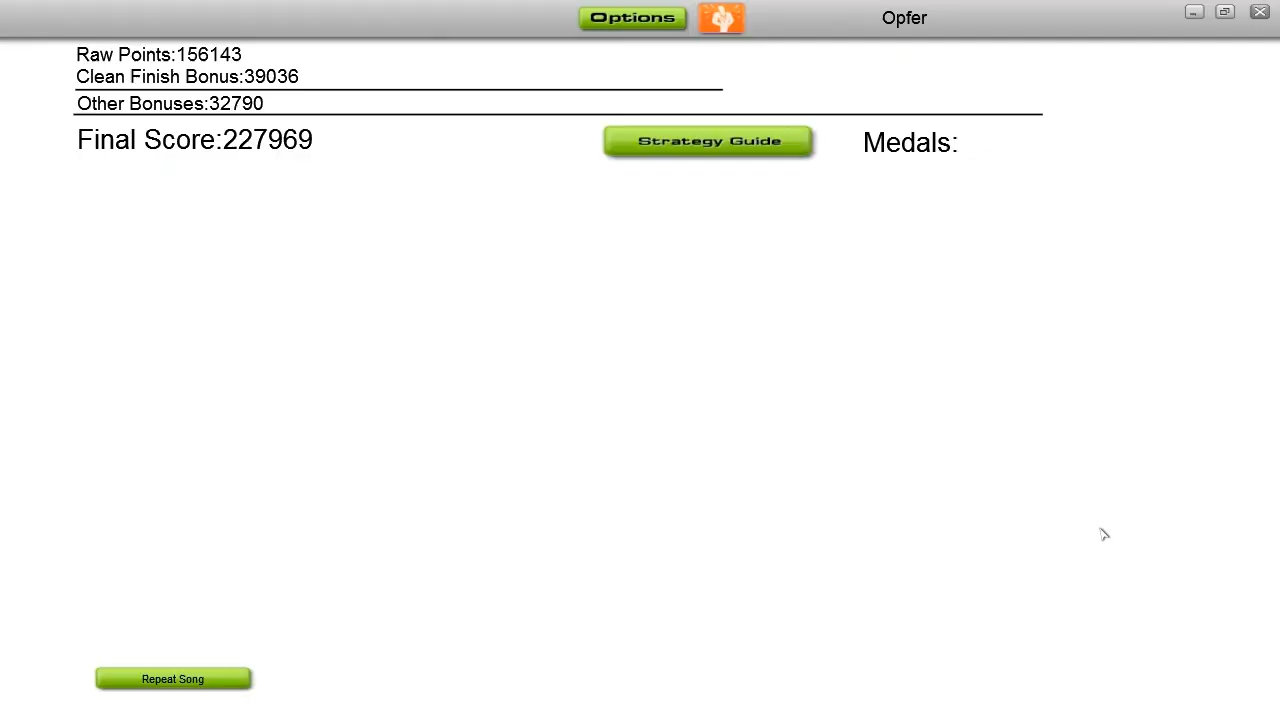 Options
Opfer
Raw Points:156143
Clean Finish Bonus:39036
Other Bonuses:32790
Final Score:227969
Strategy Guide
Medals:
Repeat Song